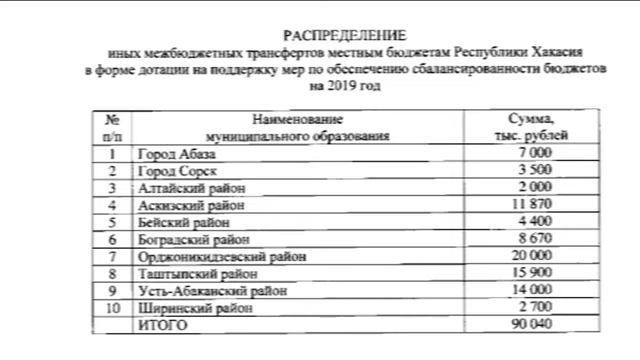 РАСПРЕДЕЛЕНИЕ
иных межбюджетных трансфертов местным бюджетам Республики Хакасия
в форме дотации на поддержку мер по обеспечению сбалансированности бюджетов
на 2019 год
№ п/п Наименование муниципального образования Сумма, тыс. рублей
1 Город Абаза 7 000
2 Город Сорск 3 500
3 Алтайский район 2 000
4 Аскизский район 11 870
5 Бейский район 4 400
6 Боградский район 8 670
7 Орджоникидзевский район 20 000
8 Таштыпский район 15 900
9 Усть-Абаканский район 14 000
10 Ширинский район 2 700
ИТОГО 90 040